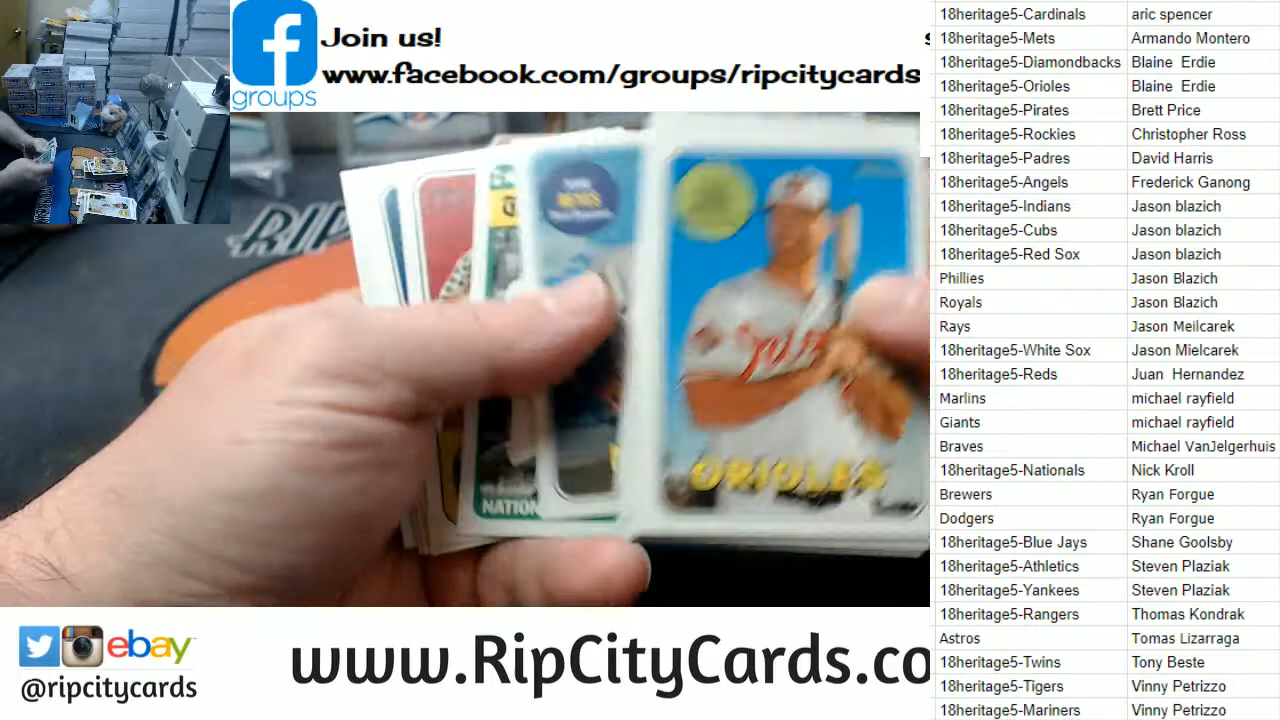 Join us!
www.facebook.com/groups/ripcitycards
groups
RIP
ORIOLES
NATION
ebay
@ripcitycards
www.RipCityCards.co
18heritage5-Cardinals aric spencer
18heritage5-Mets Armando Montero
18heritage5-Diamondbacks Blaine Erdie
18heritage5-Orioles Blaine Erdie
18heritage5-Pirates Brett Price
18heritage5-Rockies Christopher Ross
18heritage5-Padres David Harris
18heritage5-Angels Frederick Ganong
18heritage5-Indians Jason blazich
18heritage5-Cubs Jason blazich
18heritage5-Red Sox Jason blazich
Phillies Jason Blazich
Royals Jason Blazich
Rays Jason Meilcarek
18heritage5-White Sox Jason Mielcarek
18heritage5-Reds Juan Hernandez
Marlins michael rayfield
Giants michael rayfield
Braves Michael VanJelgerhuis
18heritage5-Nationals Nick Kroll
Brewers Ryan Forgue
Dodgers Ryan Forgue
18heritage5-Blue Jays Shane Goolsby
18heritage5-Athletics Steven Plaziak
18heritage5-Yankees Steven Plaziak
18heritage5-Rangers Thomas Kondrak
Astros Tomas Lizarraga
18heritage5-Twins Tony Beste
18heritage5-Tigers Vinny Petrizzo
18heritage5-Mariners Vinny Petrizzo